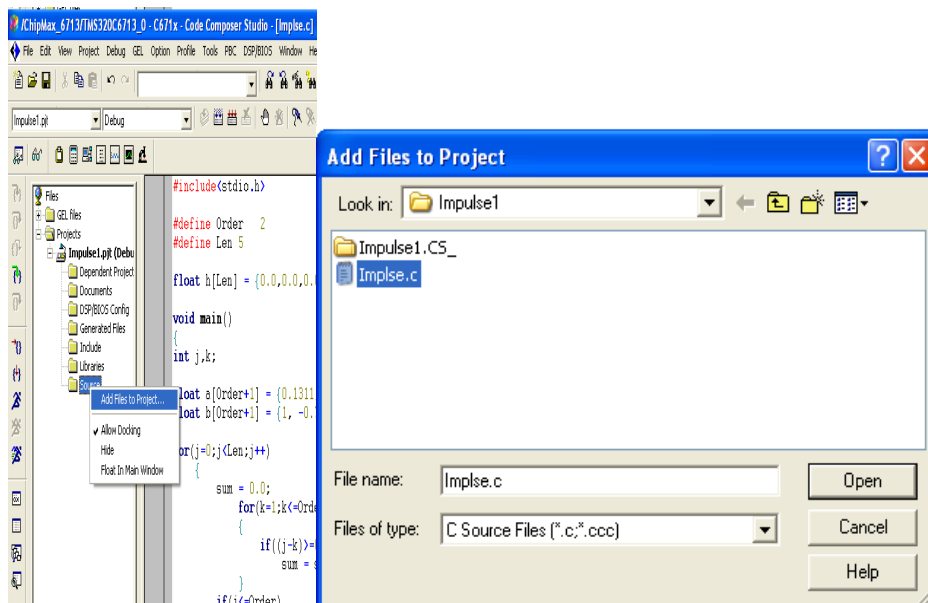 /ChipMax_6713/TMS320C6713_0 - C671x - Code Composer Studio - [Implse.c]
File Edit View Project Debug GEL Option Profile Tools PBC DSP/BIOS Window He
Impulse1.pjt
Debug
Files
GEL files
Projects
Impulse1.pjt (Debu
Dependent Project
Documents
DSP/BIOS Config
Generated Files
Include
Libraries
Source
Add Files to Project...
Allow Docking
Hide
Float In Main Window
#include<stdio.h>
#define Order 2
#define Len 5
float h[Len] = {0.0,0.0,0.
void main()
{
int j,k;
float a[Order+1] = {0.1311
float b[Order+1] = {1, -0.
for(j=0;j<Len;j++)
{
sum = 0.0;
for(k=1;k<=Orde
{
if((j-k)>=
sum = s
}
if(j<=Order)
Add Files to Project
Look in: Impulse1
Impulse1.CS_
Implse.c
File name: Implse.c
Open
Files of type: C Source Files (*.c;*.ccc)
Cancel
Help